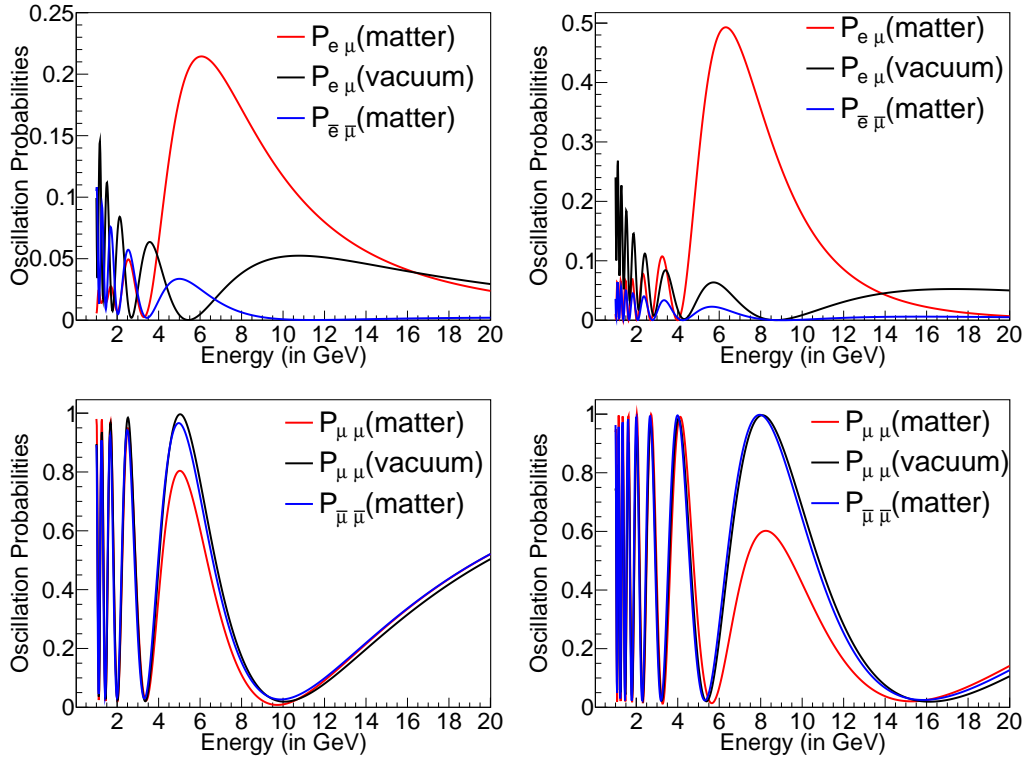 Oscillation Probabilities
0.25
0.2
0.15
0.1
0.05
0
P e μ (matter)
P e μ (vacuum)
P e̅ μ̅ (matter)
2 4 6 8 10 12 14 16 18 20
Energy (in GeV)
Oscillation Probabilities
0.5
0.4
0.3
0.2
0.1
0
P e μ (matter)
P e μ (vacuum)
P e̅ μ̅ (matter)
2 4 6 8 10 12 14 16 18 20
Energy (in GeV)
Oscillation Probabilities
1
0.8
0.6
0.4
0.2
0
P μ μ (matter)
P μ μ (vacuum)
P μ̅ μ̅ (matter)
2 4 6 8 10 12 14 16 18 20
Energy (in GeV)
Oscillation Probabilities
1
0.8
0.6
0.4
0.2
0
P μ μ (matter)
P μ μ (vacuum)
P μ̅ μ̅ (matter)
2 4 6 8 10 12 14 16 18 20
Energy (in GeV)